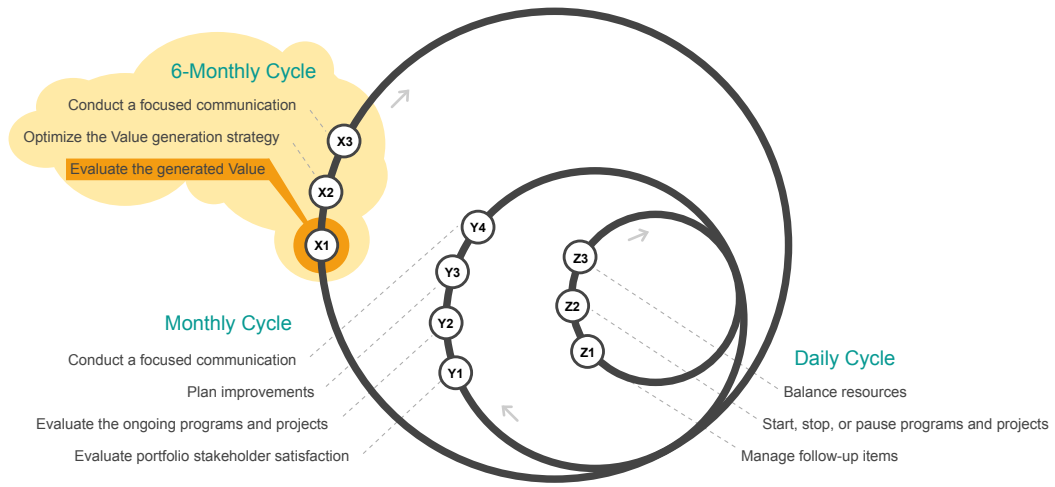 6-Monthly Cycle
Conduct a focused communication
Optimize the Value generation strategy
Evaluate the generated Value
X3
X2
X1
Y4
Y3
Y2
Y1
Z3
Z2
Z1
Monthly Cycle
Conduct a focused communication
Plan improvements
Evaluate the ongoing programs and projects
Evaluate portfolio stakeholder satisfaction
Daily Cycle
Balance resources
Start, stop, or pause programs and projects
Manage follow-up items